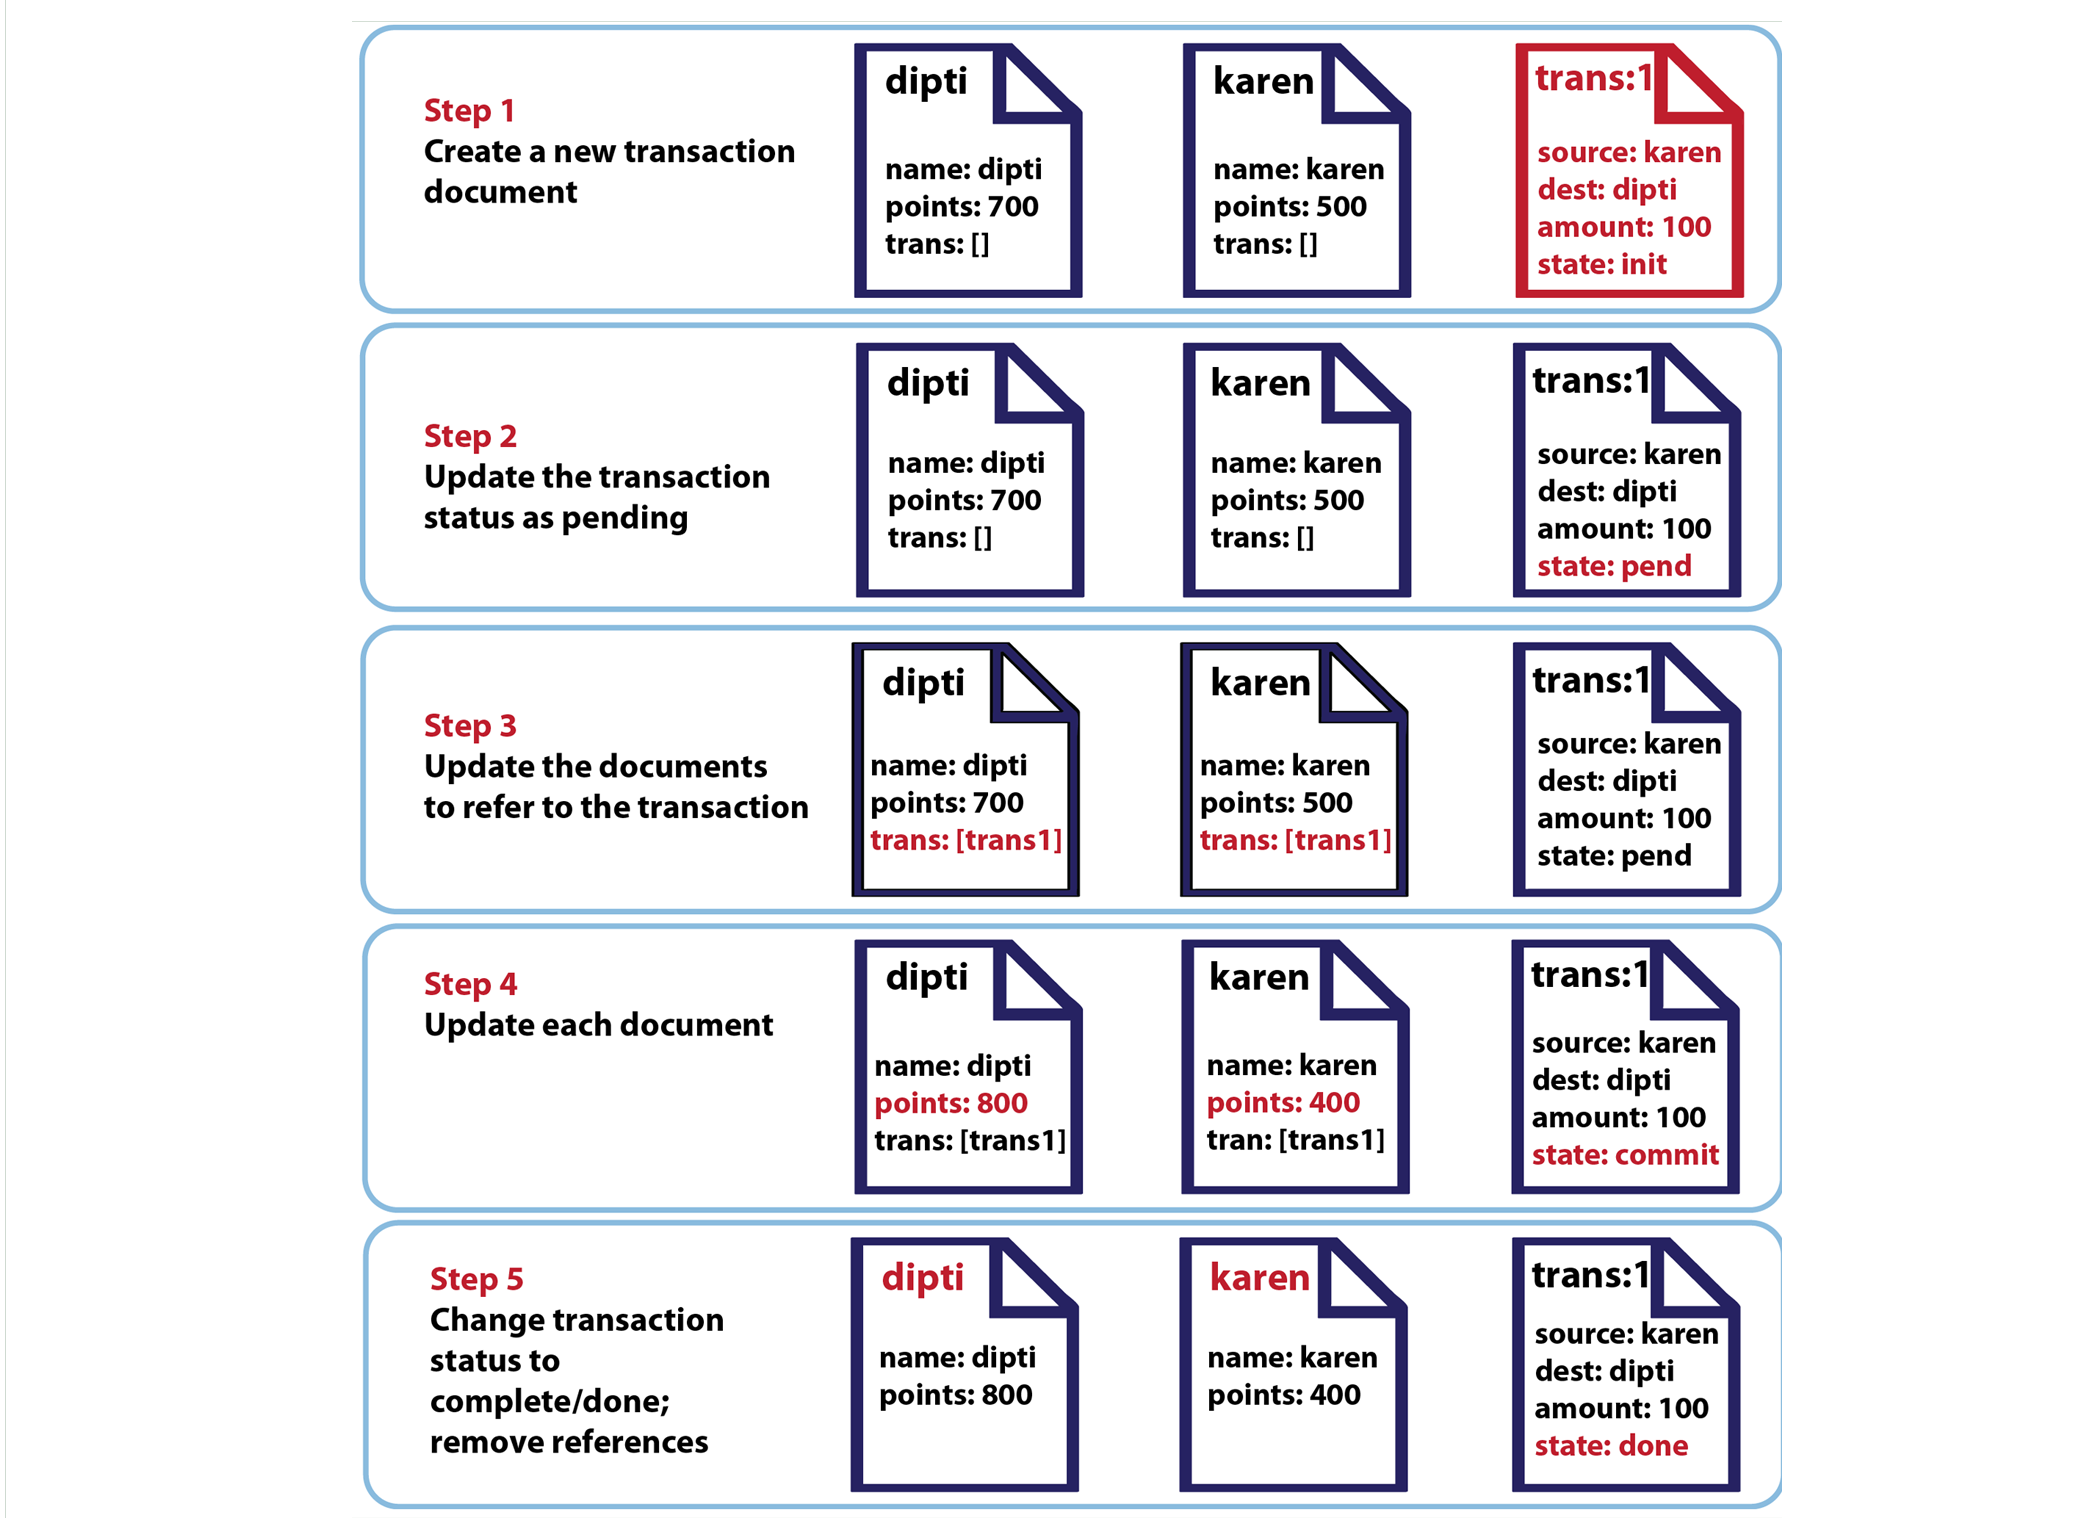 Step 1
Create a new transaction
document
dipti
name: dipti
points: 700
trans: []
karen
name: karen
points: 500
trans: []
trans:1
source: karen
dest: dipti
amount: 100
state: init
Step 2
Update the transaction
status as pending
dipti
name: dipti
points: 700
trans: []
karen
name: karen
points: 500
trans: []
trans:1
source: karen
dest: dipti
amount: 100
state: pend
Step 3
Update the documents
to refer to the transaction
dipti
name: dipti
points: 700
trans: [trans1]
karen
name: karen
points: 500
trans: [trans1]
trans:1
source: karen
dest: dipti
amount: 100
state: pend
Step 4
Update each document
dipti
name: dipti
points: 800
trans: [trans1]
karen
name: karen
points: 400
tran: [trans1]
trans:1
source: karen
dest: dipti
amount: 100
state: commit
Step 5
Change transaction
status to
complete/done;
remove references
dipti
name: dipti
points: 800
karen
name: karen
points: 400
trans:1
source: karen
dest: dipti
amount: 100
state: done